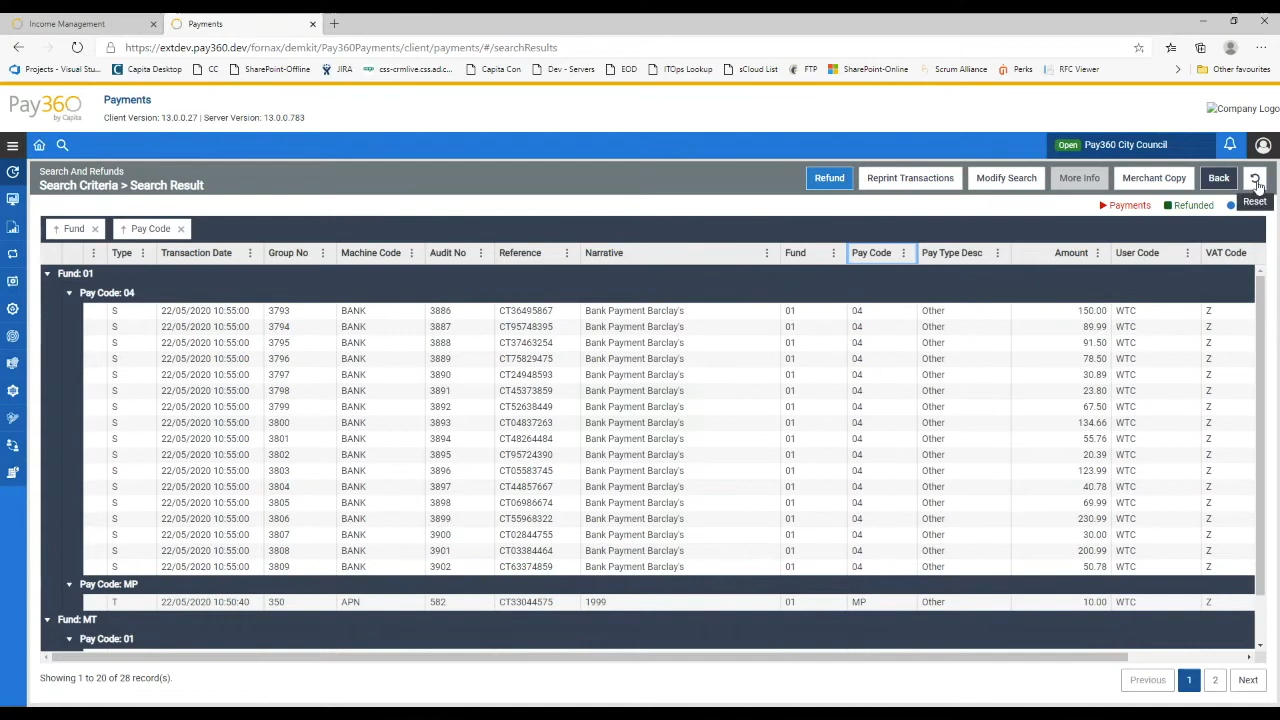 Income Management
Payments
https://extdev.pay360.dev/fornax/demkit/Pay360Payments/client/payments/#/searchResults
Projects - Visual Stu... Capita Desktop CC SharePoint-Offline JIRA css-crmlive.css.ad.c... Capita Con Dev - Servers EOD ITOps Lookup sCloud List FTP SharePoint-Online Scrum Alliance Perks RFC Viewer Other favourites
Pay360 by Capita
Payments
Client Version: 13.0.0.27 | Server Version: 13.0.0.783
Company Logo
Open Pay360 City Council
Search And Refunds
Search Criteria > Search Result
Refund Reprint Transactions Modify Search More Info Merchant Copy Back
Payments Refunded Reset
Fund Pay Code
Type Transaction Date Group No Machine Code Audit No Reference Narrative Fund Pay Code Pay Type Desc Amount User Code VAT Code
Fund: 01
Pay Code: 04
S 22/05/2020 10:55:00 3793 BANK 3886 CT36495867 Bank Payment Barclay's 01 04 Other 150.00 WTC Z
S 22/05/2020 10:55:00 3794 BANK 3887 CT95748395 Bank Payment Barclay's 01 04 Other 89.99 WTC Z
S 22/05/2020 10:55:00 3795 BANK 3888 CT37463254 Bank Payment Barclay's 01 04 Other 91.50 WTC Z
S 22/05/2020 10:55:00 3796 BANK 3889 CT75829475 Bank Payment Barclay's 01 04 Other 78.50 WTC Z
S 22/05/2020 10:55:00 3797 BANK 3890 CT24948593 Bank Payment Barclay's 01 04 Other 30.89 WTC Z
S 22/05/2020 10:55:00 3798 BANK 3891 CT45373859 Bank Payment Barclay's 01 04 Other 23.80 WTC Z
S 22/05/2020 10:55:00 3799 BANK 3892 CT52638449 Bank Payment Barclay's 01 04 Other 67.50 WTC Z
S 22/05/2020 10:55:00 3800 BANK 3893 CT04837263 Bank Payment Barclay's 01 04 Other 134.66 WTC Z
S 22/05/2020 10:55:00 3801 BANK 3894 CT48264484 Bank Payment Barclay's 01 04 Other 55.76 WTC Z
S 22/05/2020 10:55:00 3802 BANK 3895 CT95724390 Bank Payment Barclay's 01 04 Other 20.39 WTC Z
S 22/05/2020 10:55:00 3803 BANK 3896 CT05583745 Bank Payment Barclay's 01 04 Other 123.99 WTC Z
S 22/05/2020 10:55:00 3804 BANK 3897 CT44857667 Bank Payment Barclay's 01 04 Other 40.78 WTC Z
S 22/05/2020 10:55:00 3805 BANK 3898 CT06986674 Bank Payment Barclay's 01 04 Other 69.99 WTC Z
S 22/05/2020 10:55:00 3806 BANK 3899 CT55968322 Bank Payment Barclay's 01 04 Other 230.99 WTC Z
S 22/05/2020 10:55:00 3807 BANK 3900 CT02844755 Bank Payment Barclay's 01 04 Other 30.00 WTC Z
S 22/05/2020 10:55:00 3808 BANK 3901 CT03384464 Bank Payment Barclay's 01 04 Other 200.99 WTC Z
S 22/05/2020 10:55:00 3809 BANK 3902 CT63374859 Bank Payment Barclay's 01 04 Other 50.78 WTC Z
Pay Code: MP
T 22/05/2020 10:50:40 350 APN 582 CT33044575 1999 01 MP Other 10.00 WTC Z
Fund: MT
Pay Code: 01
Showing 1 to 20 of 28 record(s).
Previous 1 2 Next